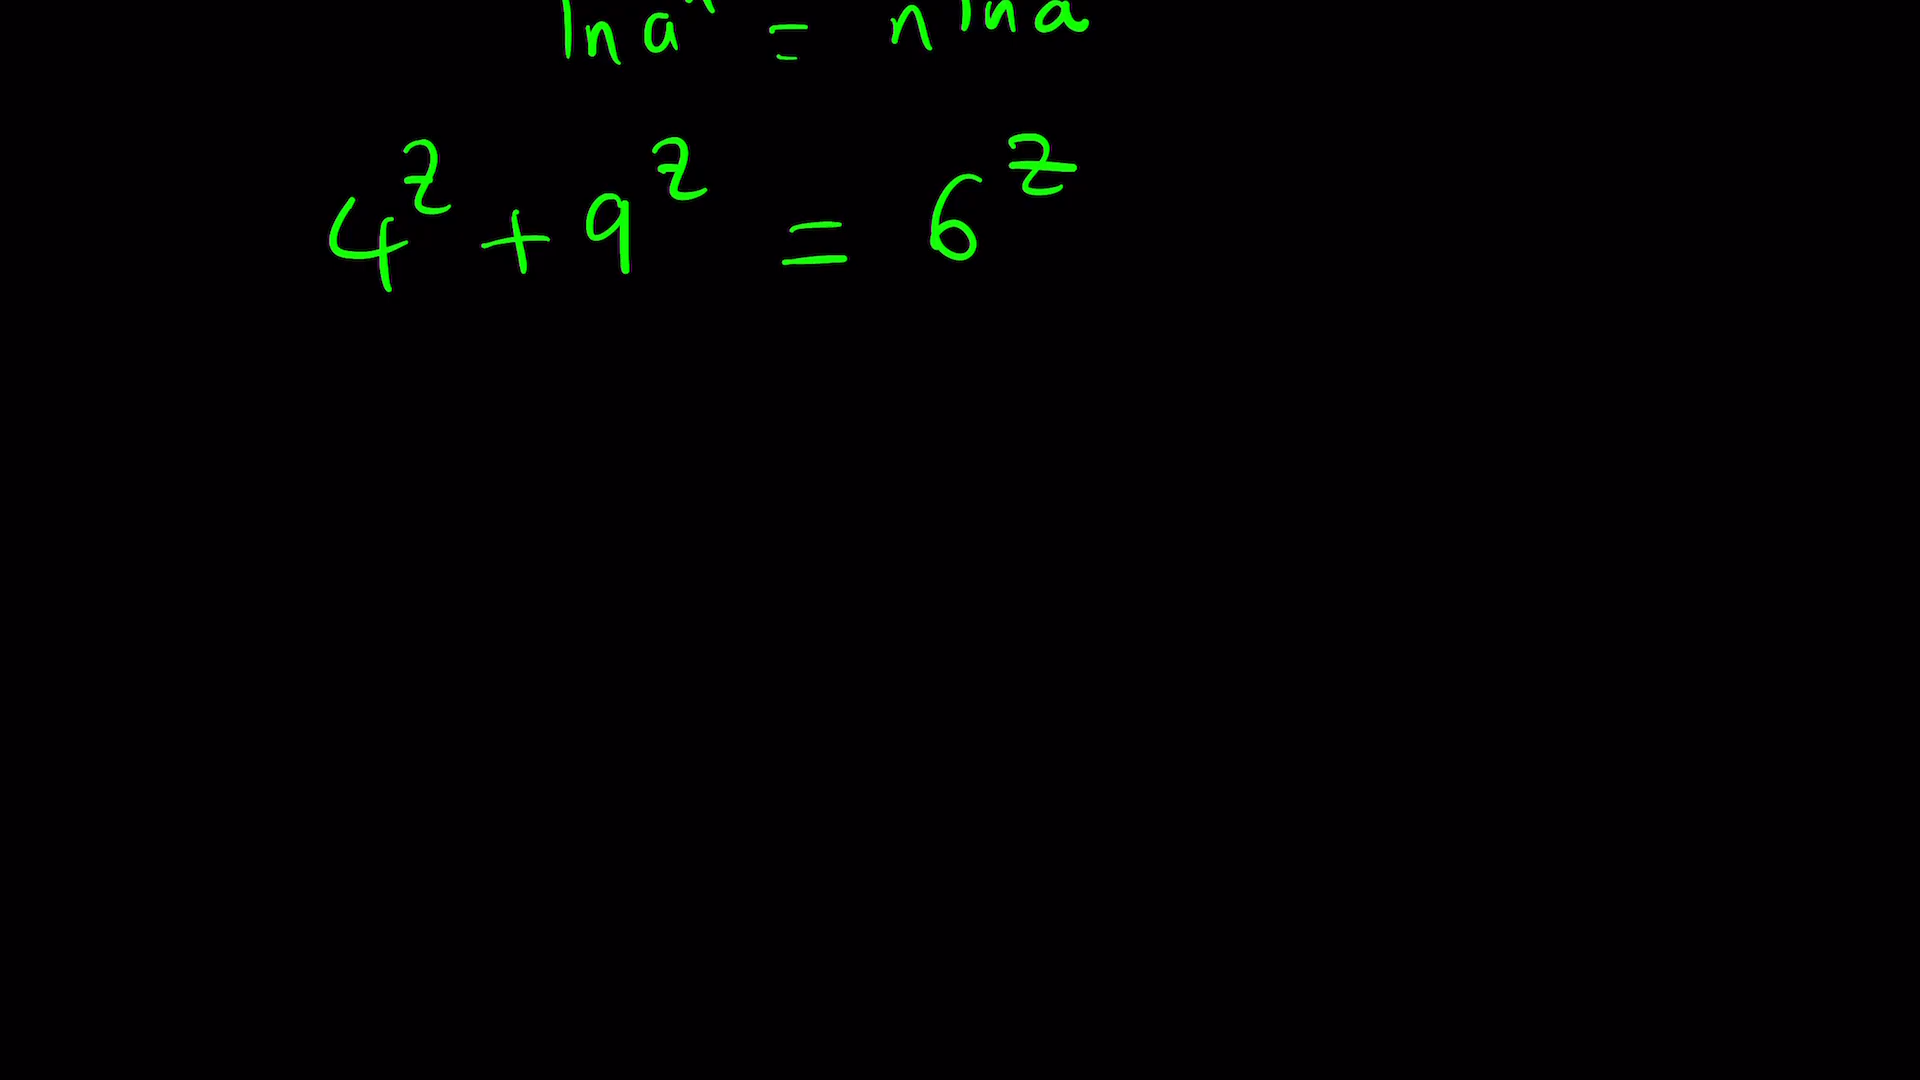 ln aⁿ = n ln a
4ᶻ + 9ᶻ = 6ᶻ